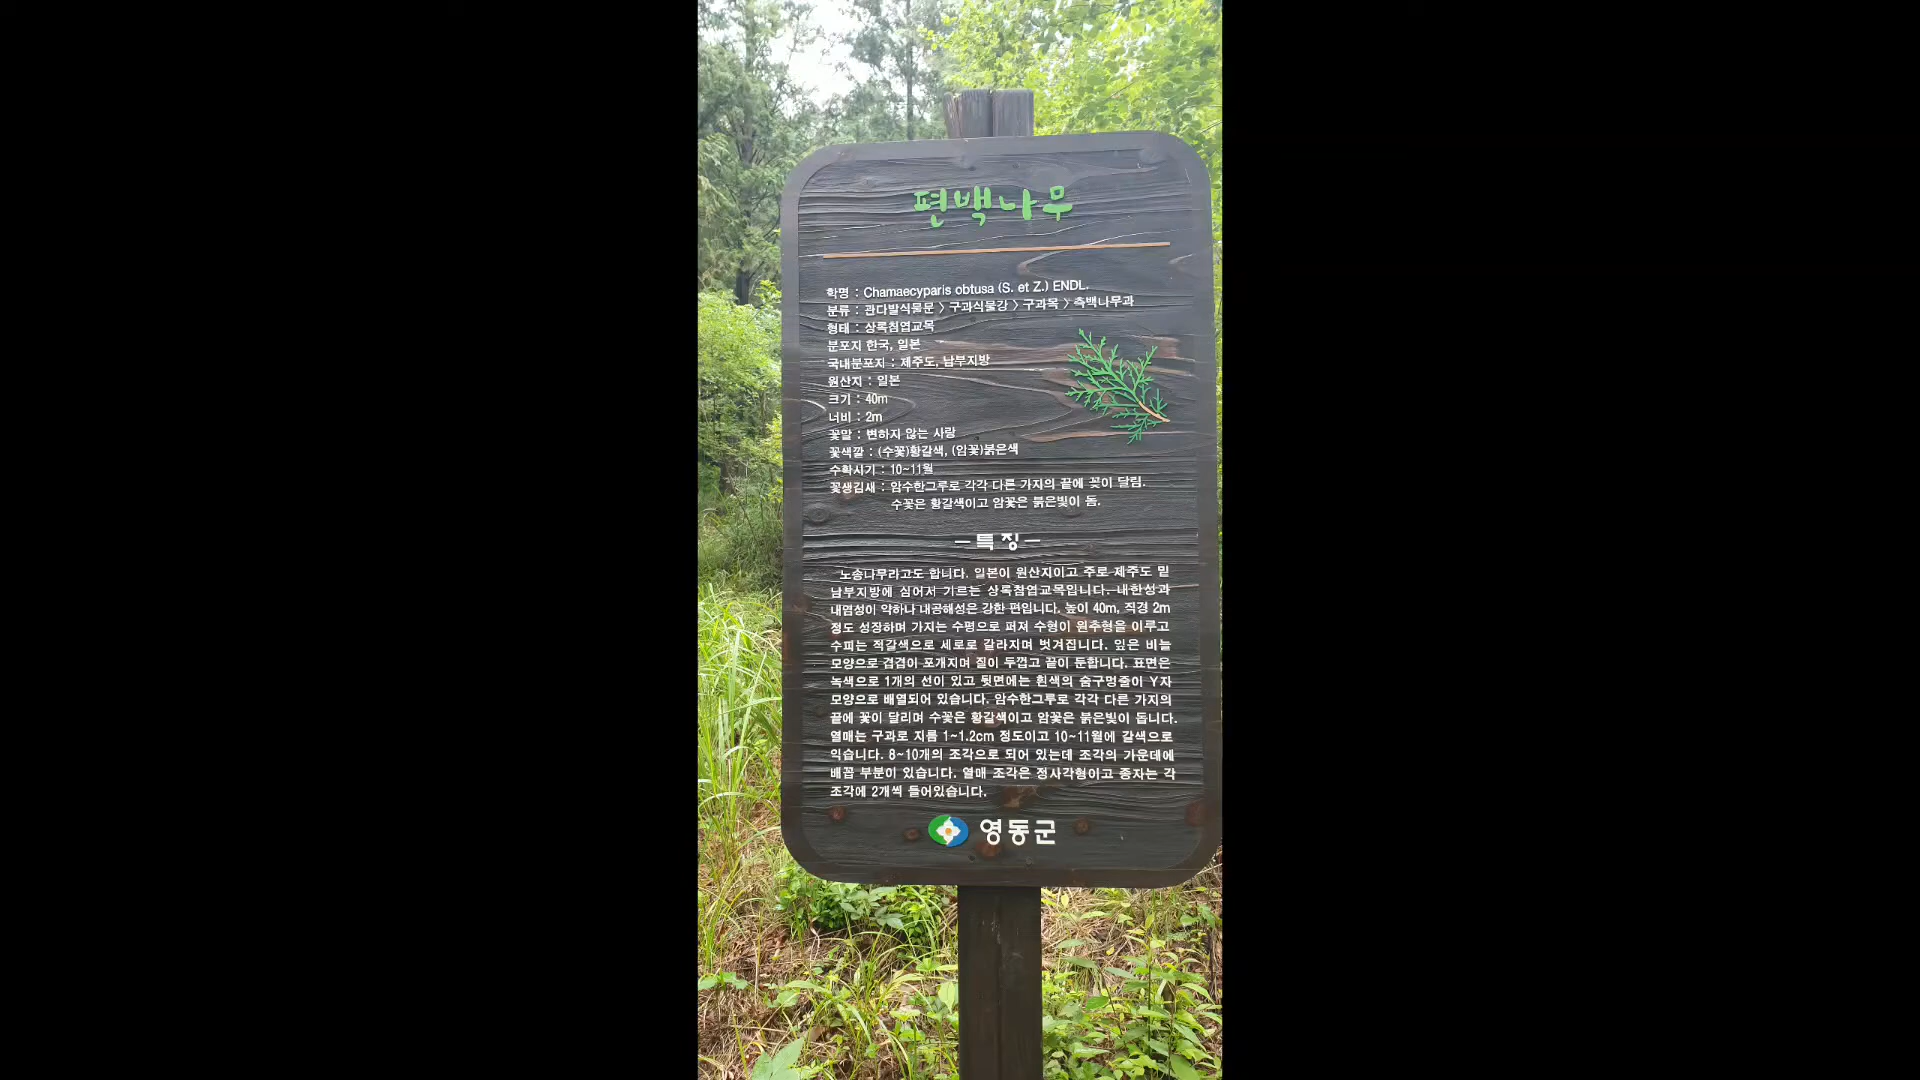 편백나무
학명 : Chamaecyparis obtusa (S. et Z.) ENDL.
분류 : 관다발식물문 > 구과식물강 > 구과목 > 측백나무과
형태 : 상록침엽교목
분포지 한국, 일본
국내분포지 : 제주도, 남부지방
원산지 : 일본
크기 : 40m
너비 : 2m
꽃말 : 변하지 않는 사랑
꽃색깔 : (수꽃)황갈색, (암꽃)붉은색
수확시기 : 10~11월
꽃생김새 : 암수한그루로 각각 다른 가지의 끝에 꽃이 달림.
수꽃은 황갈색이고 암꽃은 붉은빛이 돔.
－특징－
노송나무라고도 합니다. 일본이 원산지이고 주로 제주도 밑
남부지방에 심어서 기르는 상록침엽교목입니다. 내한성과
내염성이 약하나 내공해성은 강한 편입니다. 높이 40m, 직경 2m
정도 성장하며 가지는 수평으로 퍼져 수형이 원추형을 이루고
수피는 적갈색으로 세로로 갈라지며 벗겨집니다. 잎은 비늘
모양으로 겹겹이 포개지며 질이 두껍고 끝이 둔합니다. 표면은
녹색으로 1개의 선이 있고 뒷면에는 흰색의 숨구멍줄이 Y자
모양으로 배열되어 있습니다. 암수한그루로 각각 다른 가지의
끝에 꽃이 달리며 수꽃은 황갈색이고 암꽃은 붉은빛이 돕니다.
열매는 구과로 지름 1~1.2cm 정도이고 10~11월에 갈색으로
익습니다. 8~10개의 조각으로 되어 있는데 조각의 가운데에
배꼽 부분이 있습니다. 열매 조각은 정사각형이고 종자는 각
조각에 2개씩 들어있습니다.
영동군